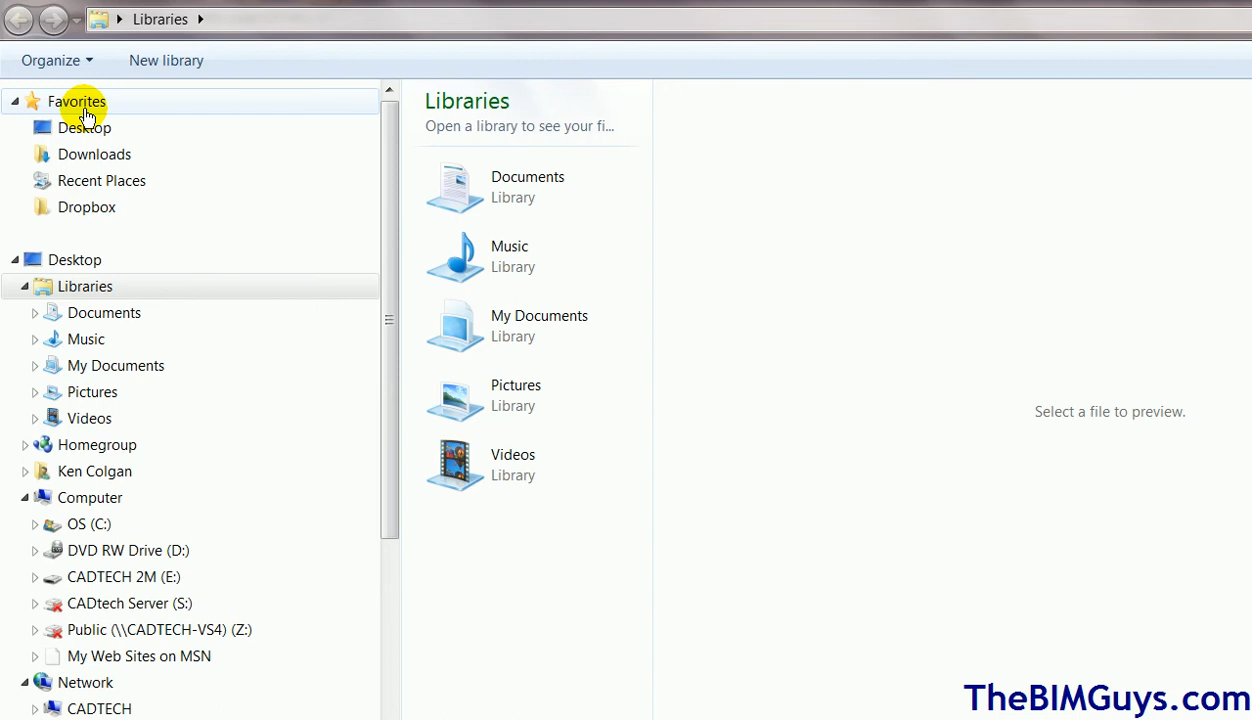 Libraries
Organize
New library
Favorites
Desktop
Downloads
Recent Places
Dropbox
Desktop
Libraries
Documents
Music
My Documents
Pictures
Videos
Homegroup
Ken Colgan
Computer
OS (C:)
DVD RW Drive (D:)
CADTECH 2M (E:)
CADtech Server (S:)
Public (\\CADTECH-VS4) (Z:)
My Web Sites on MSN
Network
CADTECH
Libraries
Open a library to see your fi...
Documents
Library
Music
Library
My Documents
Library
Pictures
Library
Videos
Library
Select a file to preview.
TheBIMGuys.com